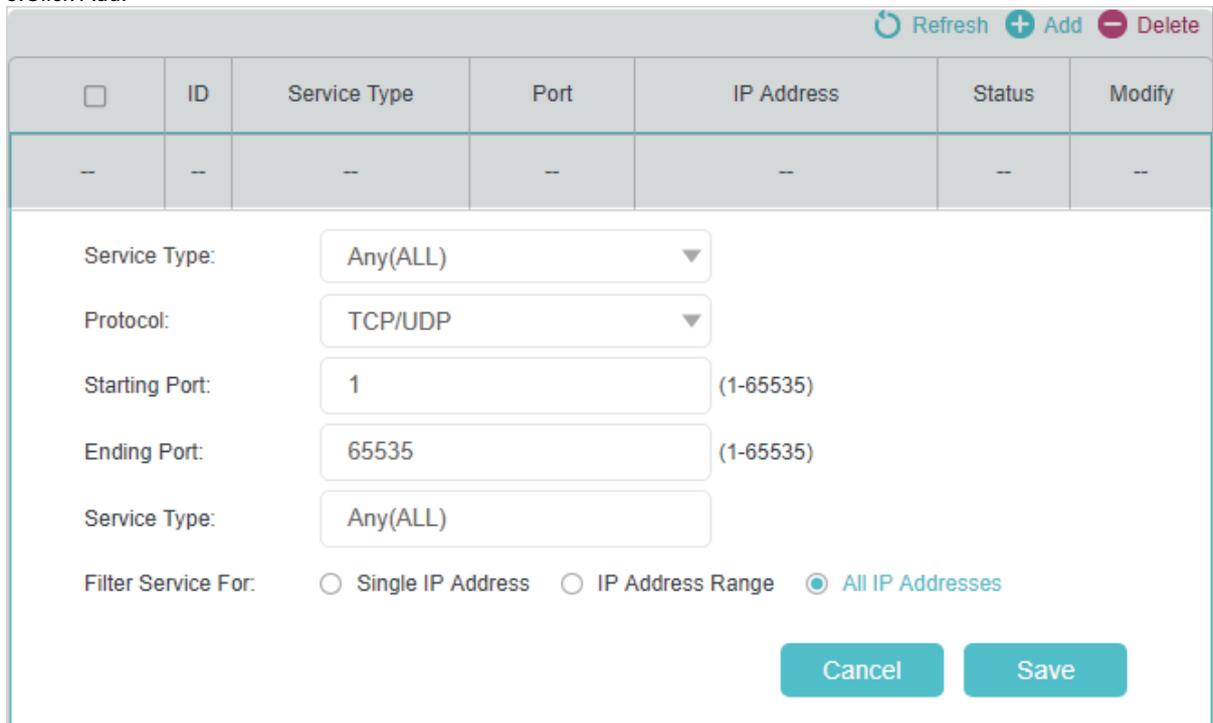 Refresh Add Delete
ID Service Type Port IP Address Status Modify
-- -- -- -- -- -- --
Service Type: Any(ALL)
Protocol: TCP/UDP
Starting Port: 1 (1-65535)
Ending Port: 65535 (1-65535)
Service Type: Any(ALL)
Filter Service For: Single IP Address IP Address Range All IP Addresses
Cancel Save